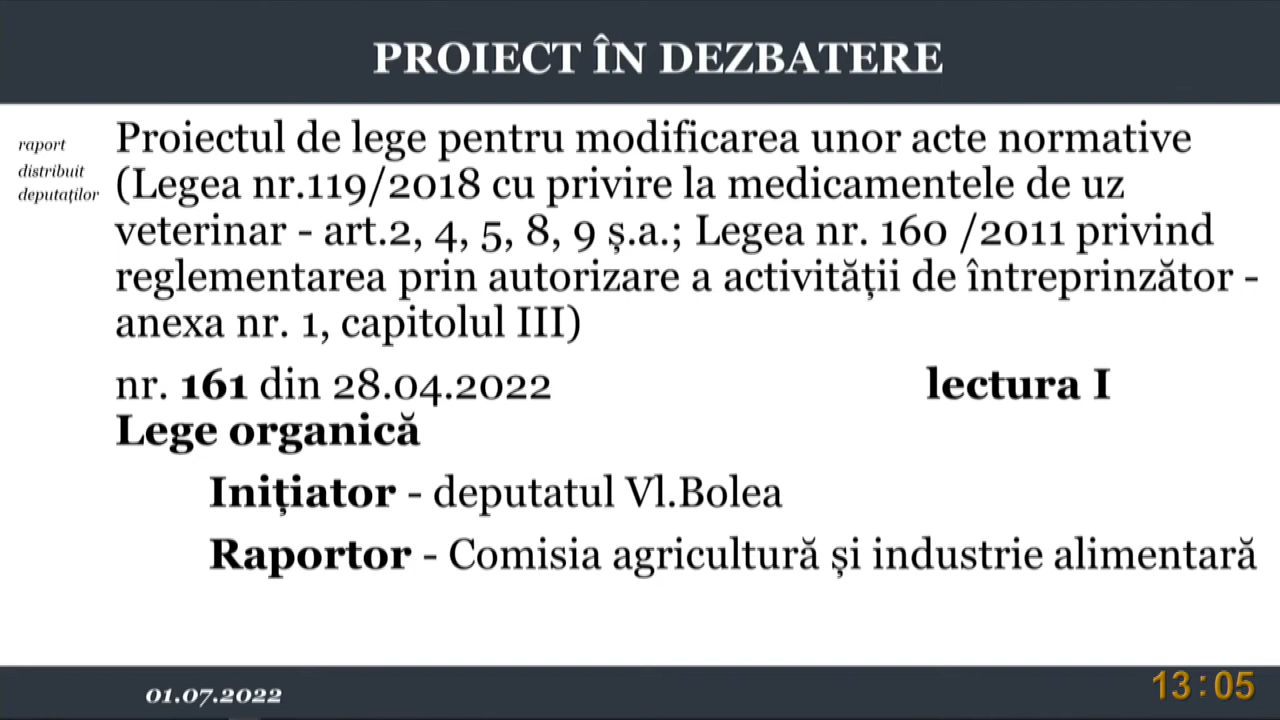 PROIECT ÎN DEZBATERE
raport
distribuit
deputaților
Proiectul de lege pentru modificarea unor acte normative
(Legea nr.119/2018 cu privire la medicamentele de uz
veterinar - art.2, 4, 5, 8, 9 ș.a.; Legea nr. 160 /2011 privind
reglementarea prin autorizare a activității de întreprinzător -
anexa nr. 1, capitolul III)
nr. 161 din 28.04.2022 lectura I
Lege organică
Inițiator - deputatul Vl.Bolea
Raportor - Comisia agricultură și industrie alimentară
01.07.2022 13:05